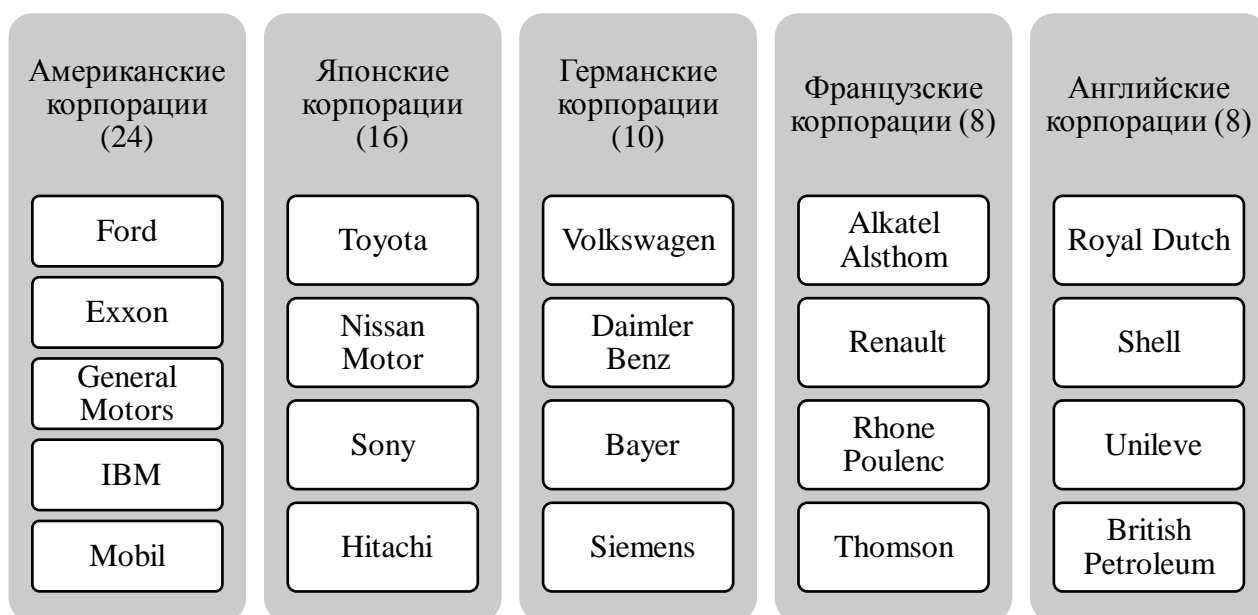 Американские
корпорации
(24)
Ford
Exxon
General
Motors
IBM
Mobil
Японские
корпорации
(16)
Toyota
Nissan
Motor
Sony
Hitachi
Германские
корпорации
(10)
Volkswagen
Daimler
Benz
Bayer
Siemens
Французские
корпорации (8)
Alkatel
Alsthom
Renault
Rhone
Poulenc
Thomson
Английские
корпорации (8)
Royal Dutch
Shell
Unileve
British
Petroleum